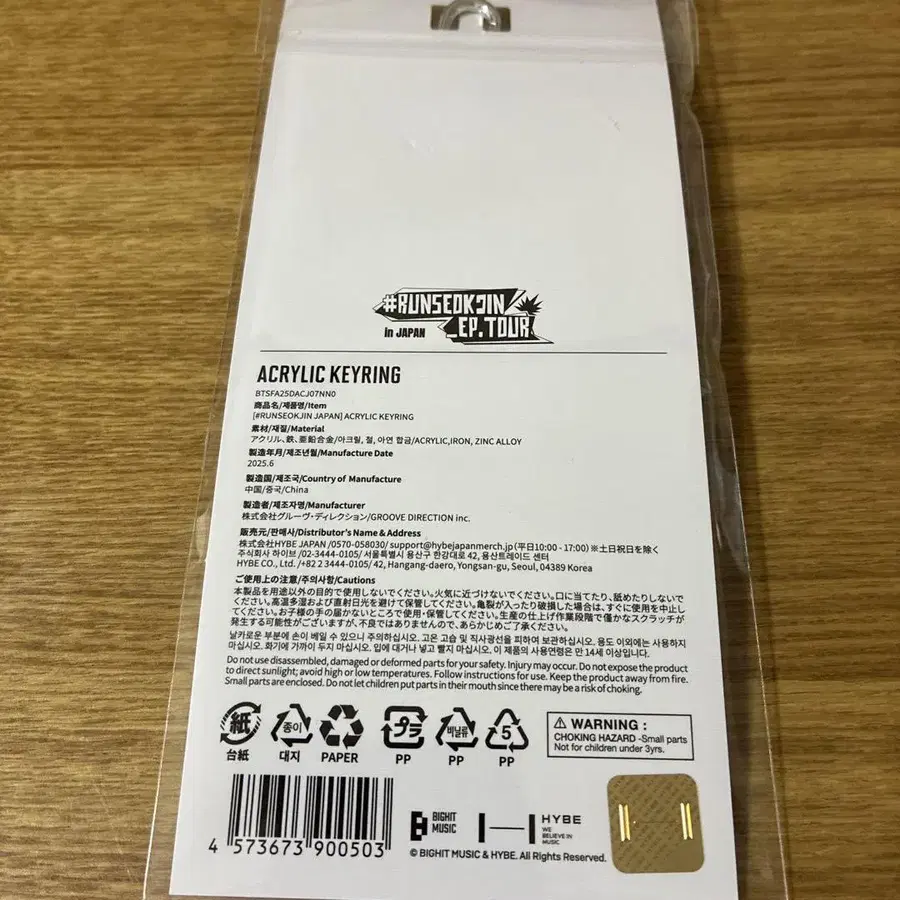 #RUNSEOKJIN
_EP.TOUR
in JAPAN
ACRYLIC KEYRING
BTSFA25DACJ07NN0
商品名/제품명/Item
[#RUNSEOKJIN JAPAN] ACRYLIC KEYRING
素材/재질/Material
アクリル、鉄、亜鉛合金/아크릴, 철, 아연 합금/ACRYLIC,IRON, ZINC ALLOY
製造年月/제조년월/Manufacture Date
2025.6
製造国/제조국/Country of Manufacture
中国/중국/China
製造者/제조자명/Manufacturer
株式会社グルーヴ・ディレクション/GROOVE DIRECTION inc.
販売元/판매사/Distributor's Name & Address
株式会社HYBE JAPAN /0570-058030/ support@hybejapanmerch.jp (平日10:00 - 17:00) ※土日祝日を除く
주식회사 하이브 /02-3444-0105/ 서울특별시 용산구 한강대로 42, 용산트레이드 센터
HYBE CO., Ltd. /+82 2 3444-0105/ 42, Hangang-daero, Yongsan-gu, Seoul, 04389 Korea
ご使用上の注意/주의사항/Cautions
本製品を用途以外の目的で使用しないでください。火気に近づけないでください。口に当てたり、舐めたりしないで
ください。高温多湿および直射日光を避けて保管してください。亀裂が入ったり破損した場合は、すぐに使用を中止し
てください。お子様の手の届かないところで使用・保管してください。生産の仕上げ作業段階で僅かなスクラッチが
発生する可能性がございますが、不良ではありませんので、あらかじめご了承ください。
날카로운 부분에 손이 베일 수 있으니 주의하십시오. 고온 고습 및 직사광선을 피하여 보관하십시오. 용도 이외에는 사용하지
마십시오. 화기에 가까이 두지 마십시오. 입에 대거나 넣고 빨지 마십시오. 이 제품의 사용연령은 만 14세 이상입니다.
Do not use disassembled, damaged or deformed parts for your safety. Injury may occur. Do not expose the product
to direct sunlight; avoid high or low temperatures. Follow instructions for use. Keep the product away from fire.
Small parts are enclosed. Do not let children put parts in their mouth since there may be a risk of choking.
紙
台紙
종이
대지
PAPER
プラ
PP
비닐류
PP
5
PP
WARNING :
CHOKING HAZARD -Small parts
Not for children under 3yrs.
4 573673 900503
BIGHIT
MUSIC
HYBE
WE
BELIEVE IN
MUSIC
© BIGHIT MUSIC & HYBE. All Rights Reserved.